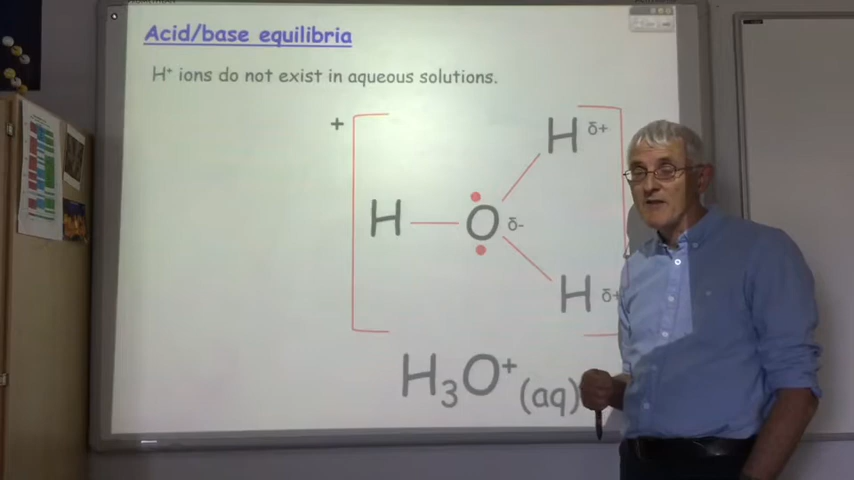 Acid/base equilibria
H⁺ ions do not exist in aqueous solutions.
+
H δ+
H O δ-
H δ+
H₃O⁺(aq)